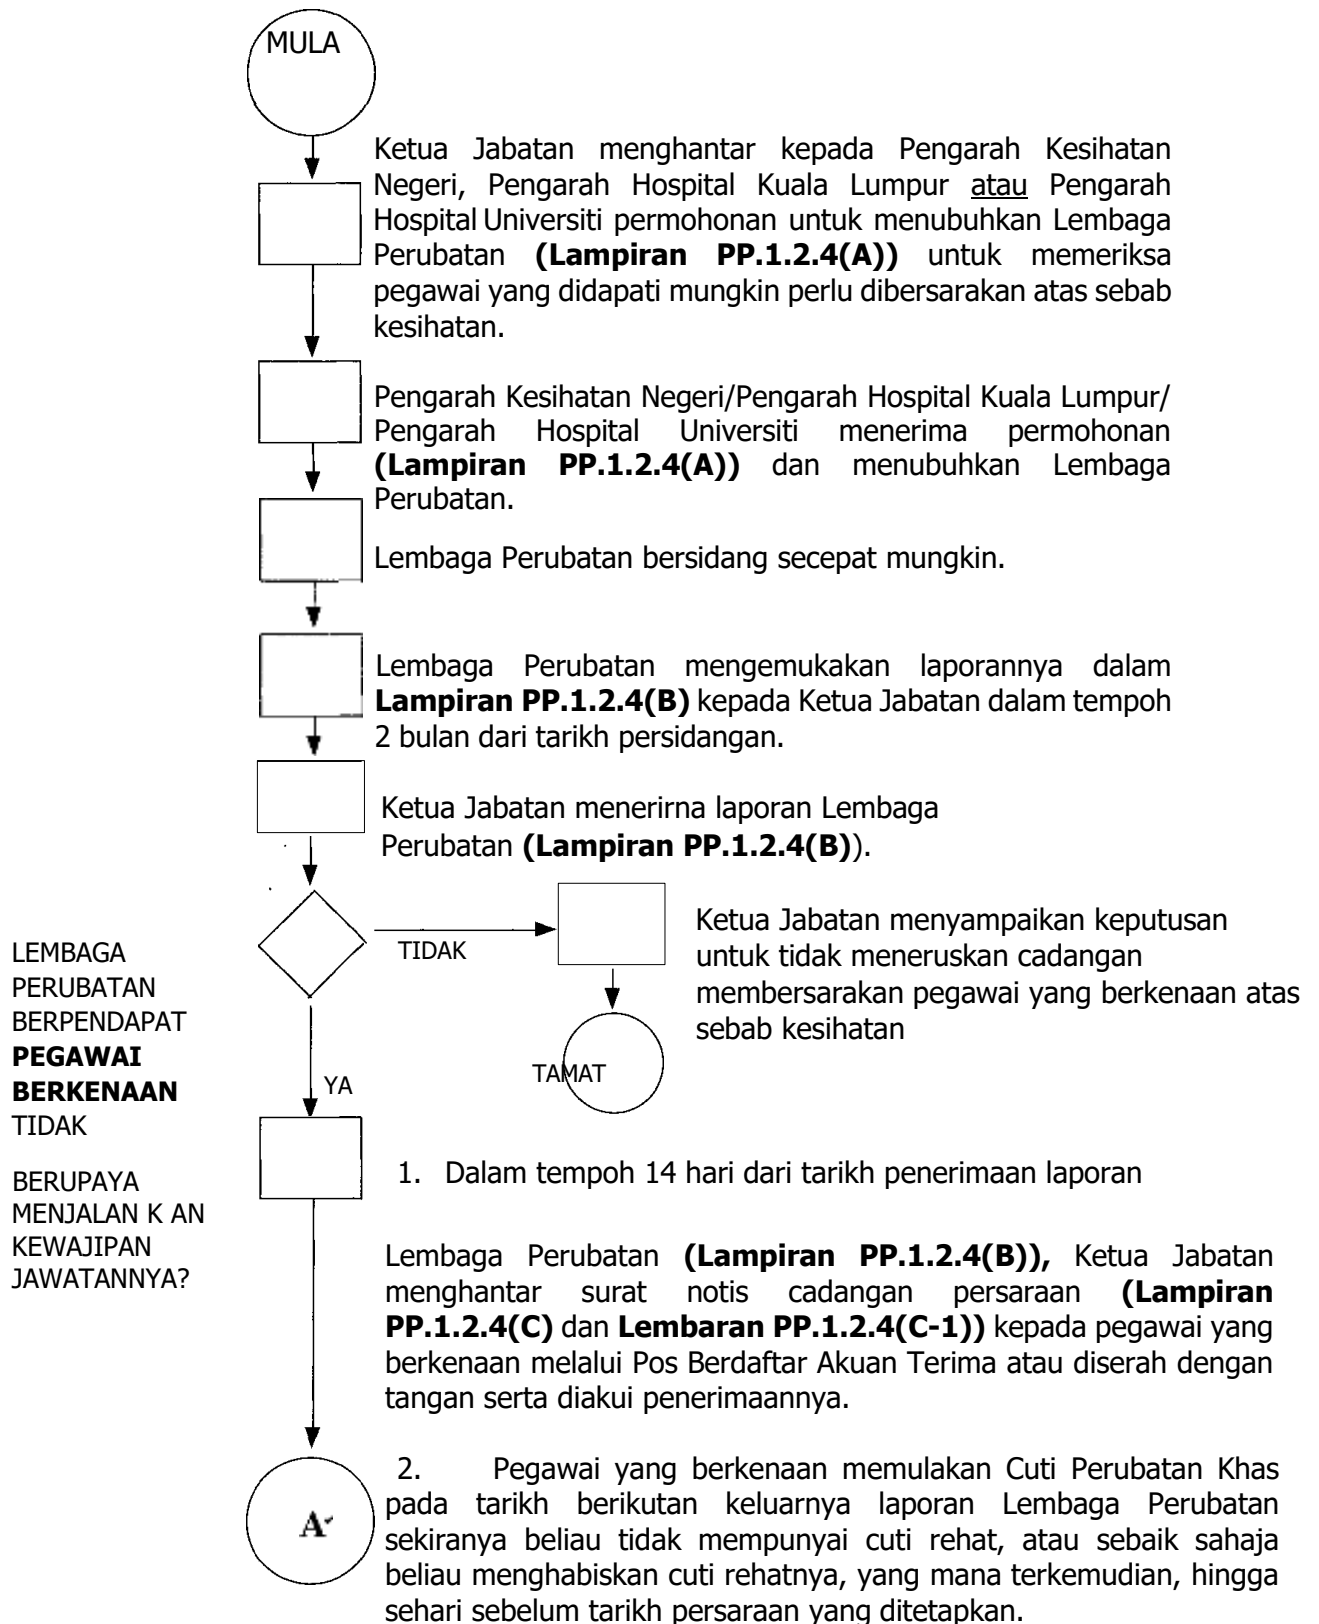 MULA
Ketua Jabatan menghantar kepada Pengarah Kesihatan
Negeri, Pengarah Hospital Kuala Lumpur atau Pengarah
Hospital Universiti permohonan untuk menubuhkan Lembaga
Perubatan (Lampiran PP.1.2.4(A)) untuk memeriksa
pegawai yang didapati mungkin perlu dibersarakan atas sebab
kesihatan.
Pengarah Kesihatan Negeri/Pengarah Hospital Kuala Lumpur/
Pengarah Hospital Universiti menerima permohonan
(Lampiran PP.1.2.4(A)) dan menubuhkan Lembaga
Perubatan.
Lembaga Perubatan bersidang secepat mungkin.
Lembaga Perubatan mengemukakan laporannya dalam
Lampiran PP.1.2.4(B) kepada Ketua Jabatan dalam tempoh
2 bulan dari tarikh persidangan.
Ketua Jabatan menerirna laporan Lembaga
Perubatan (Lampiran PP.1.2.4(B)).
LEMBAGA
PERUBATAN
BERPENDAPAT
PEGAWAI
BERKENAAN
TIDAK
BERUPAYA
MENJALAN K AN
KEWAJIPAN
JAWATANNYA?
TIDAK
Ketua Jabatan menyampaikan keputusan
untuk tidak meneruskan cadangan
membersarakan pegawai yang berkenaan atas
sebab kesihatan
TAMAT
YA
1. Dalam tempoh 14 hari dari tarikh penerimaan laporan
Lembaga Perubatan (Lampiran PP.1.2.4(B)), Ketua Jabatan
menghantar surat notis cadangan persaraan (Lampiran
PP.1.2.4(C) dan Lembaran PP.1.2.4(C-1)) kepada pegawai yang
berkenaan melalui Pos Berdaftar Akuan Terima atau diserah dengan
tangan serta diakui penerimaannya.
A
2. Pegawai yang berkenaan memulakan Cuti Perubatan Khas
pada tarikh berikutan keluarnya laporan Lembaga Perubatan
sekiranya beliau tidak mempunyai cuti rehat, atau sebaik sahaja
beliau menghabiskan cuti rehatnya, yang mana terkemudian, hingga
sehari sebelum tarikh persaraan yang ditetapkan.